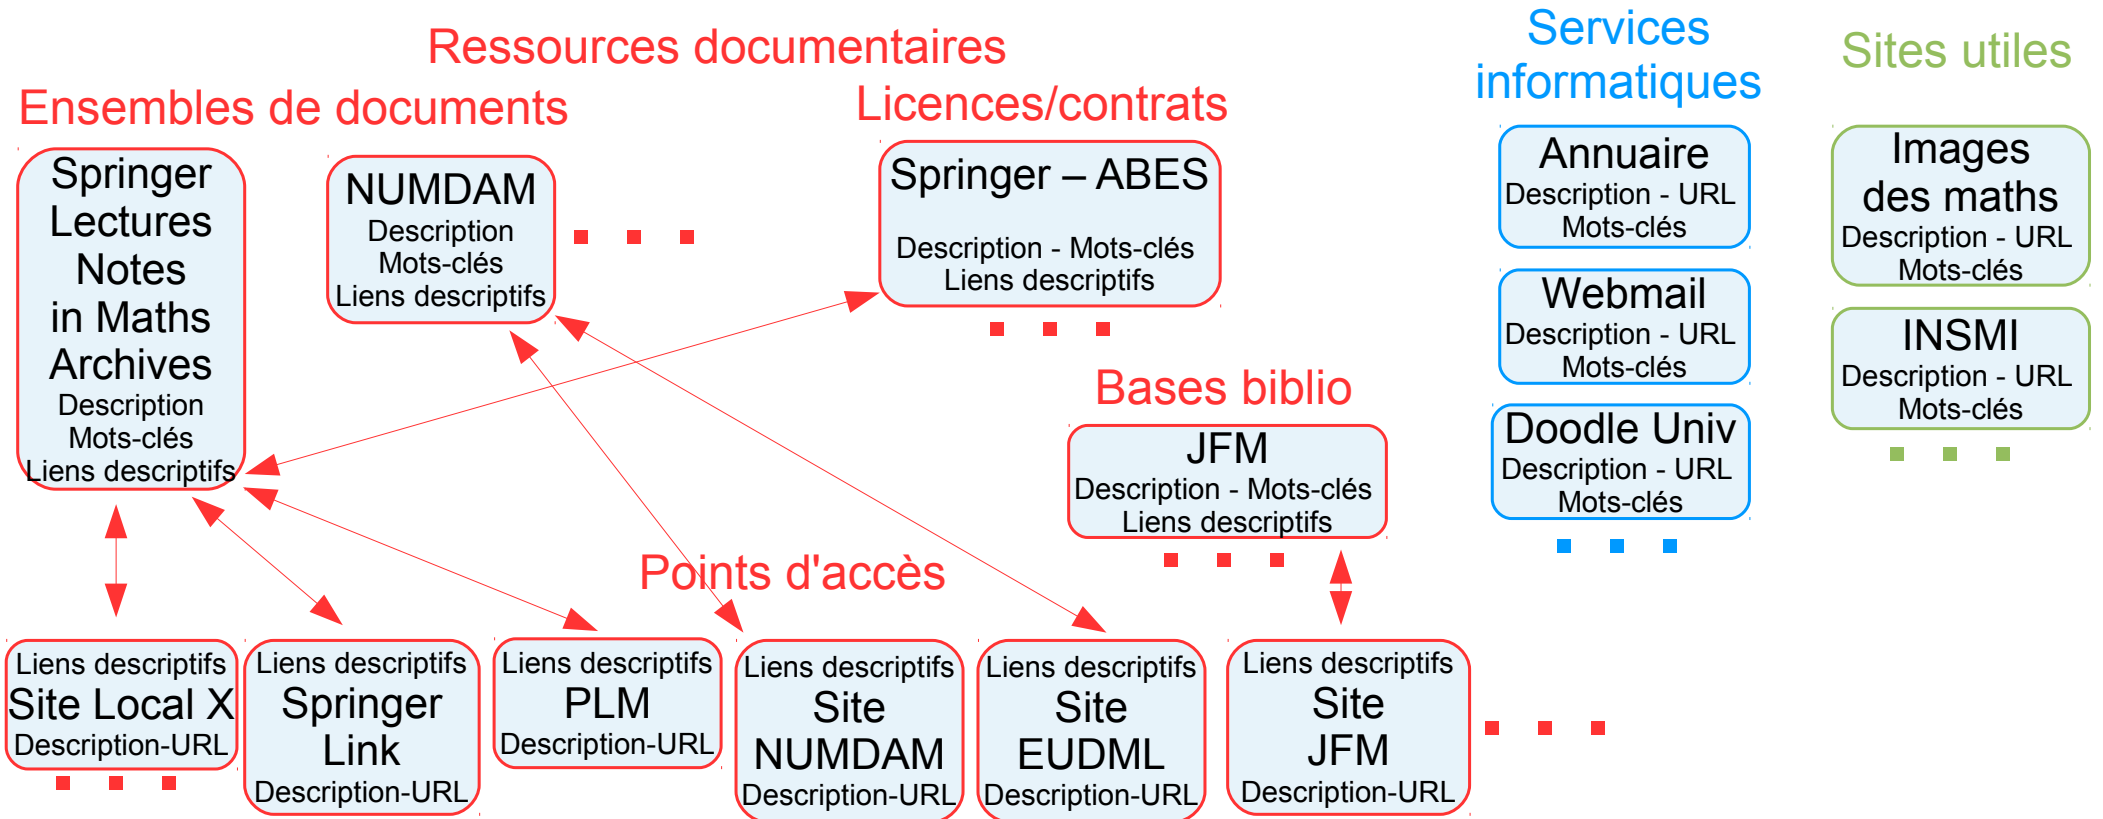 Ressources documentaires
Ensembles de documents
Springer
Lectures
Notes
in Maths
Archives
Description
Mots-clés
Liens descriptifs
NUMDAM
Description
Mots-clés
Liens descriptifs
Licences/contrats
Springer – ABES
Description - Mots-clés
Liens descriptifs
Bases biblio
JFM
Description - Mots-clés
Liens descriptifs
Points d'accès
Liens descriptifs
Site Local X
Description-URL
Liens descriptifs
Springer
Link
Description-URL
Liens descriptifs
PLM
Description-URL
Liens descriptifs
Site
NUMDAM
Description-URL
Liens descriptifs
Site
EUDML
Description-URL
Liens descriptifs
Site
JFM
Description-URL
Services
informatiques
Annuaire
Description - URL
Mots-clés
Webmail
Description - URL
Mots-clés
Doodle Univ
Description - URL
Mots-clés
Sites utiles
Images
des maths
Description - URL
Mots-clés
INSMI
Description - URL
Mots-clés